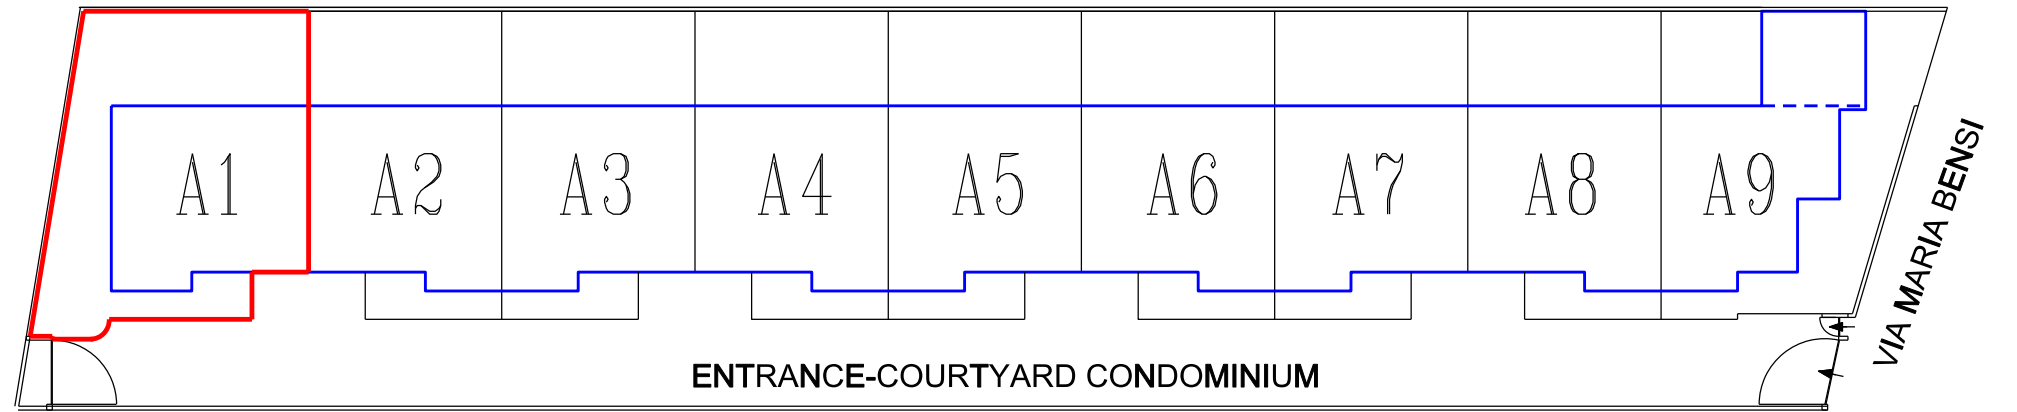 A1 A2 A3 A4 A5 A6 A7 A8 A9
VIA MARIA BENSI
ENTRANCE-COURTYARD CONDOMINIUM